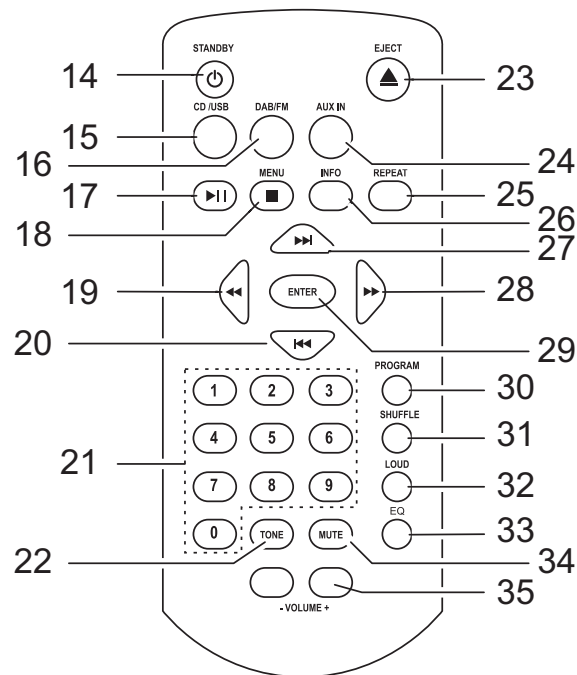 STANDBY EJECT
14 23
CD /USB DAB/FM AUX IN
15
16 24
MENU INFO REPEAT
17 25
18 26
27
19 ENTER 28
20 29
PROGRAM
1 2 3 30
SHUFFLE
4 5 6 31
21 LOUD
7 8 9 32
EQ
0 TONE MUTE 33
22 34
35
- VOLUME +